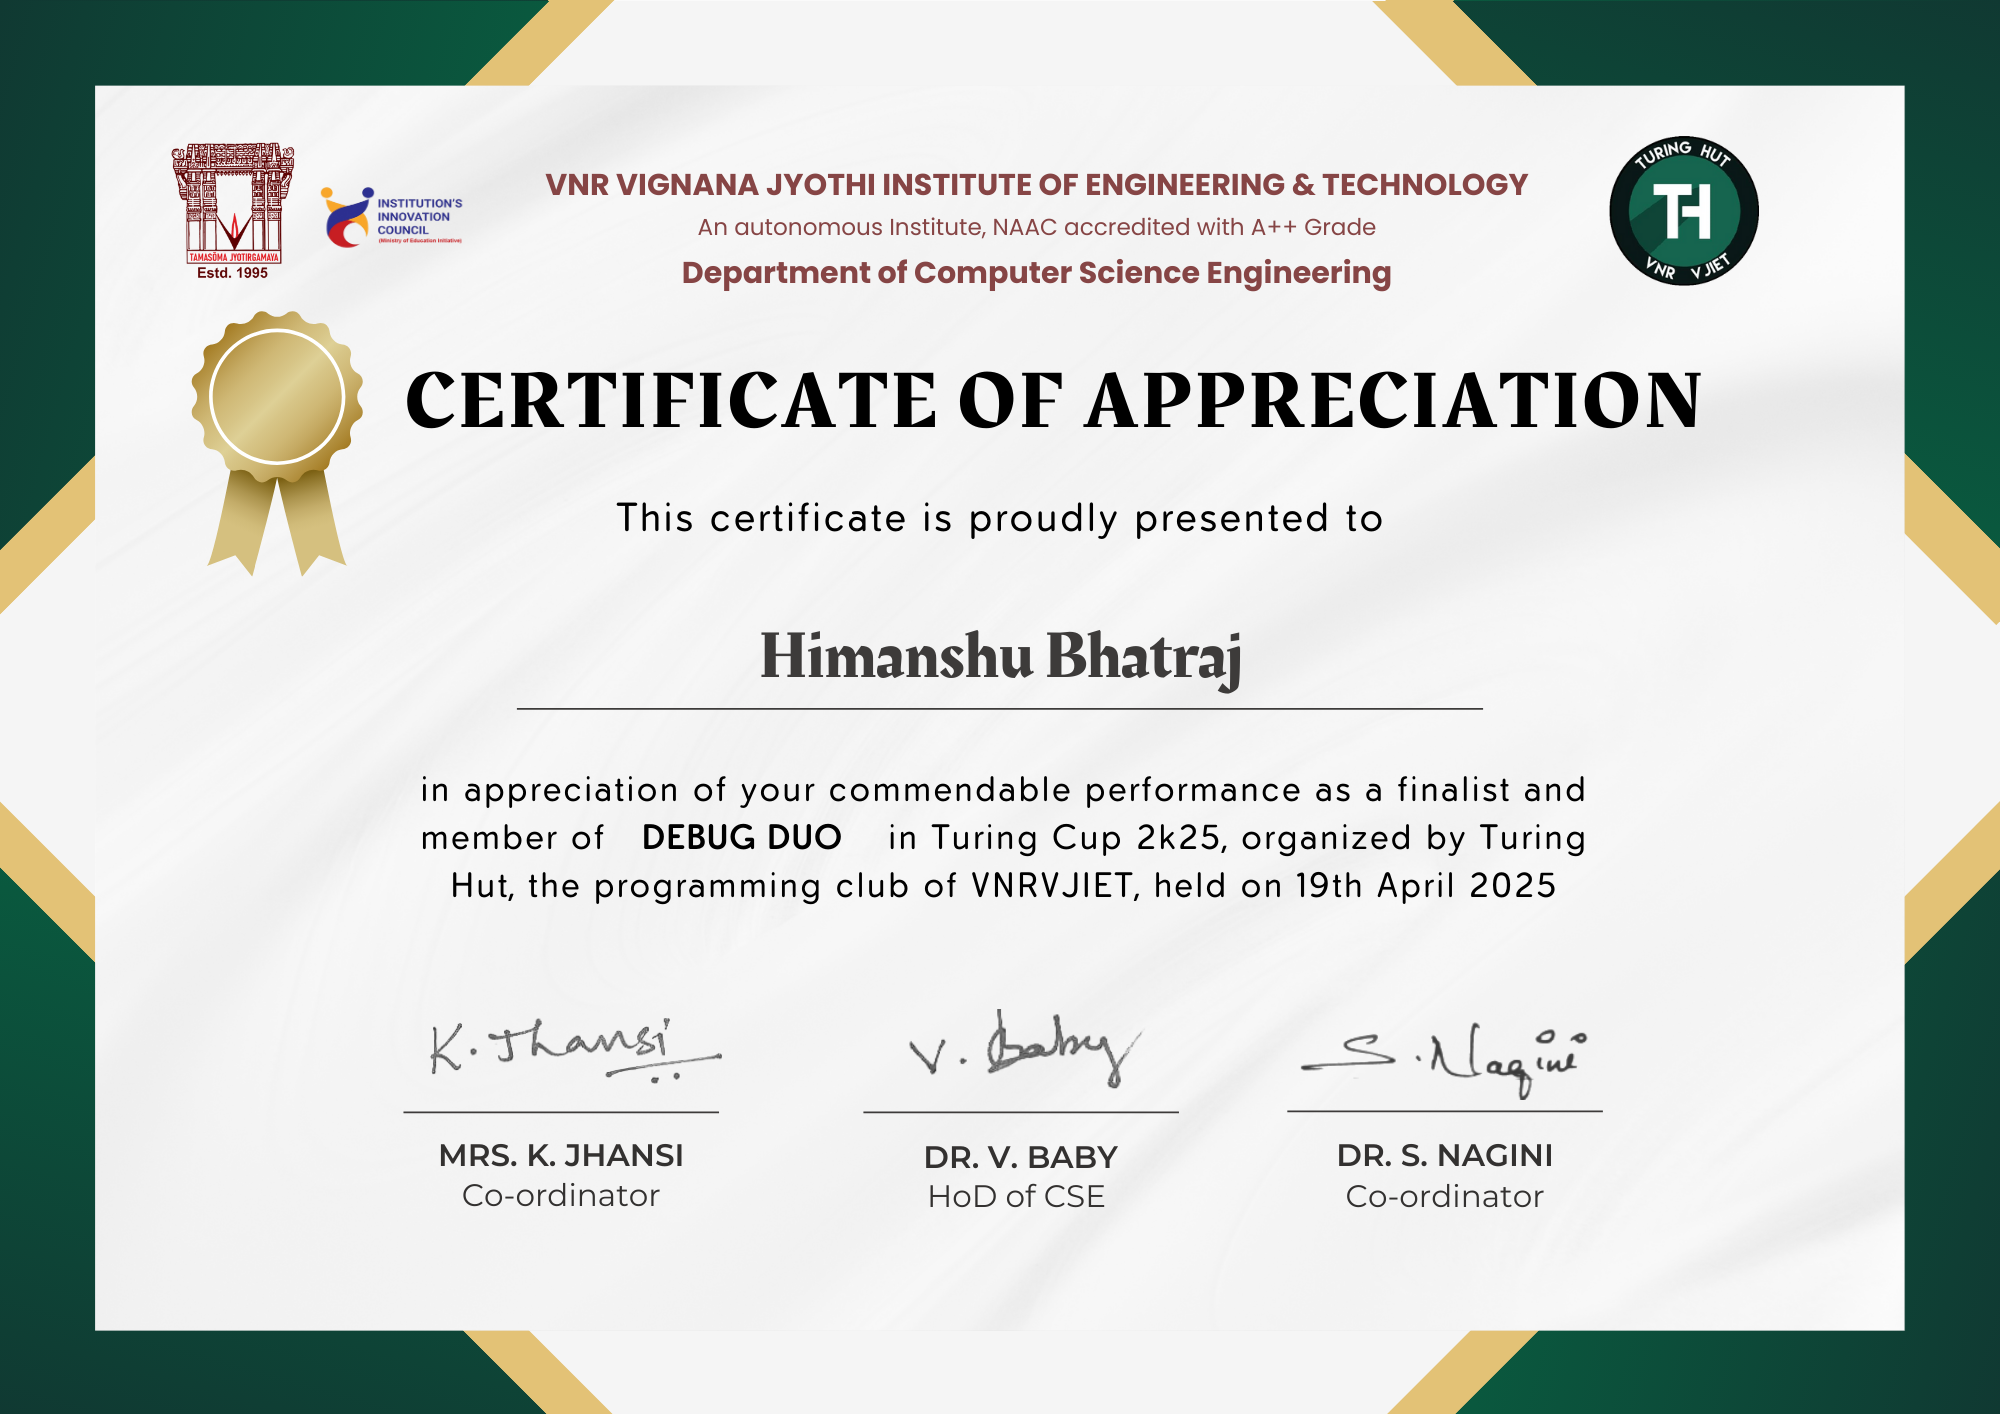 TAMASOMA JYOTIRGAMAYA
Estd. 1995
INSTITUTION'S
INNOVATION
COUNCIL
(Ministry of Education Initiative)
VNR VIGNANA JYOTHI INSTITUTE OF ENGINEERING & TECHNOLOGY
An autonomous Institute, NAAC accredited with A++ Grade
Department of Computer Science Engineering
TURING HUT
TH
VNR VJIET
CERTIFICATE OF APPRECIATION
This certificate is proudly presented to
Himanshu Bhatraj
in appreciation of your commendable performance as a finalist and
member of DEBUG DUO in Turing Cup 2k25, organized by Turing
Hut, the programming club of VNRVJIET, held on 19th April 2025
K. Jhansi
V. Baby
S. Nagini
MRS. K. JHANSI
Co-ordinator
DR. V. BABY
HoD of CSE
DR. S. NAGINI
Co-ordinator